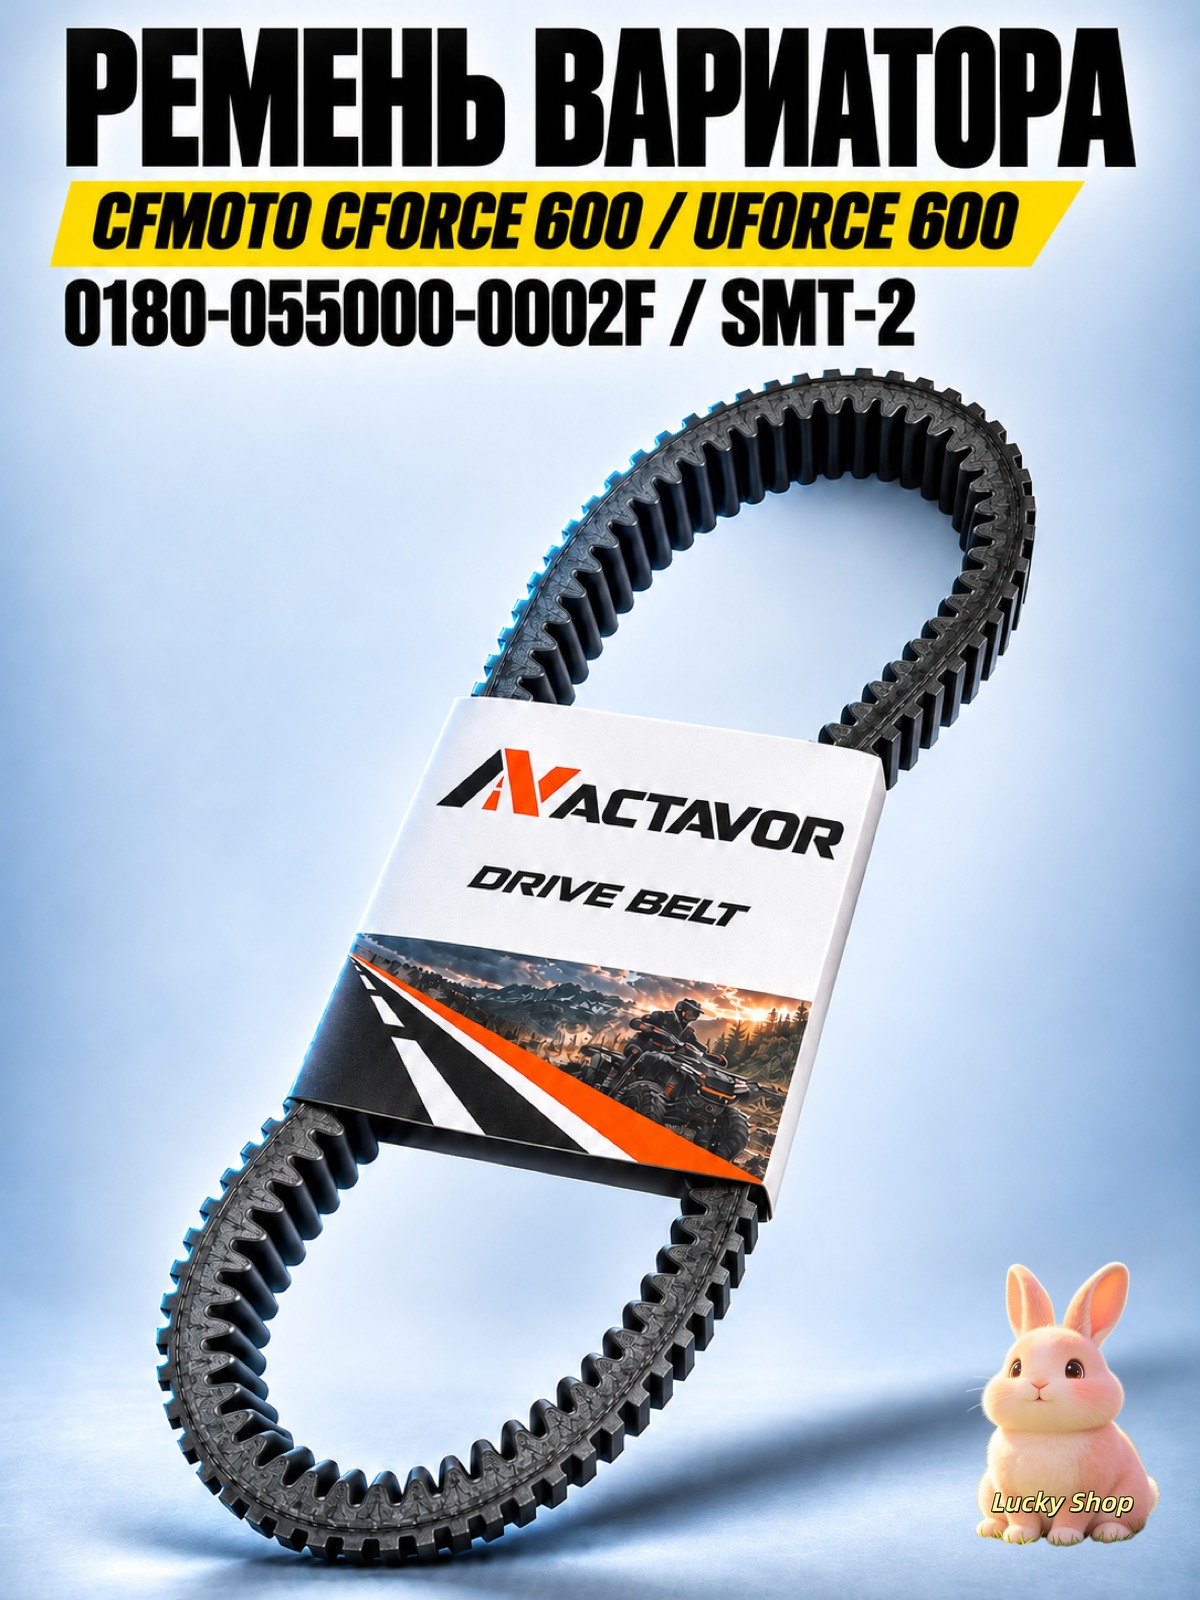 РЕМЕНЬ ВАРИАТОРА
CFMOTO CFORCE 600 / UFORCE 600
0180-055000-0002F / SMT-2
ACTAVOR
DRIVE BELT
Lucky Shop